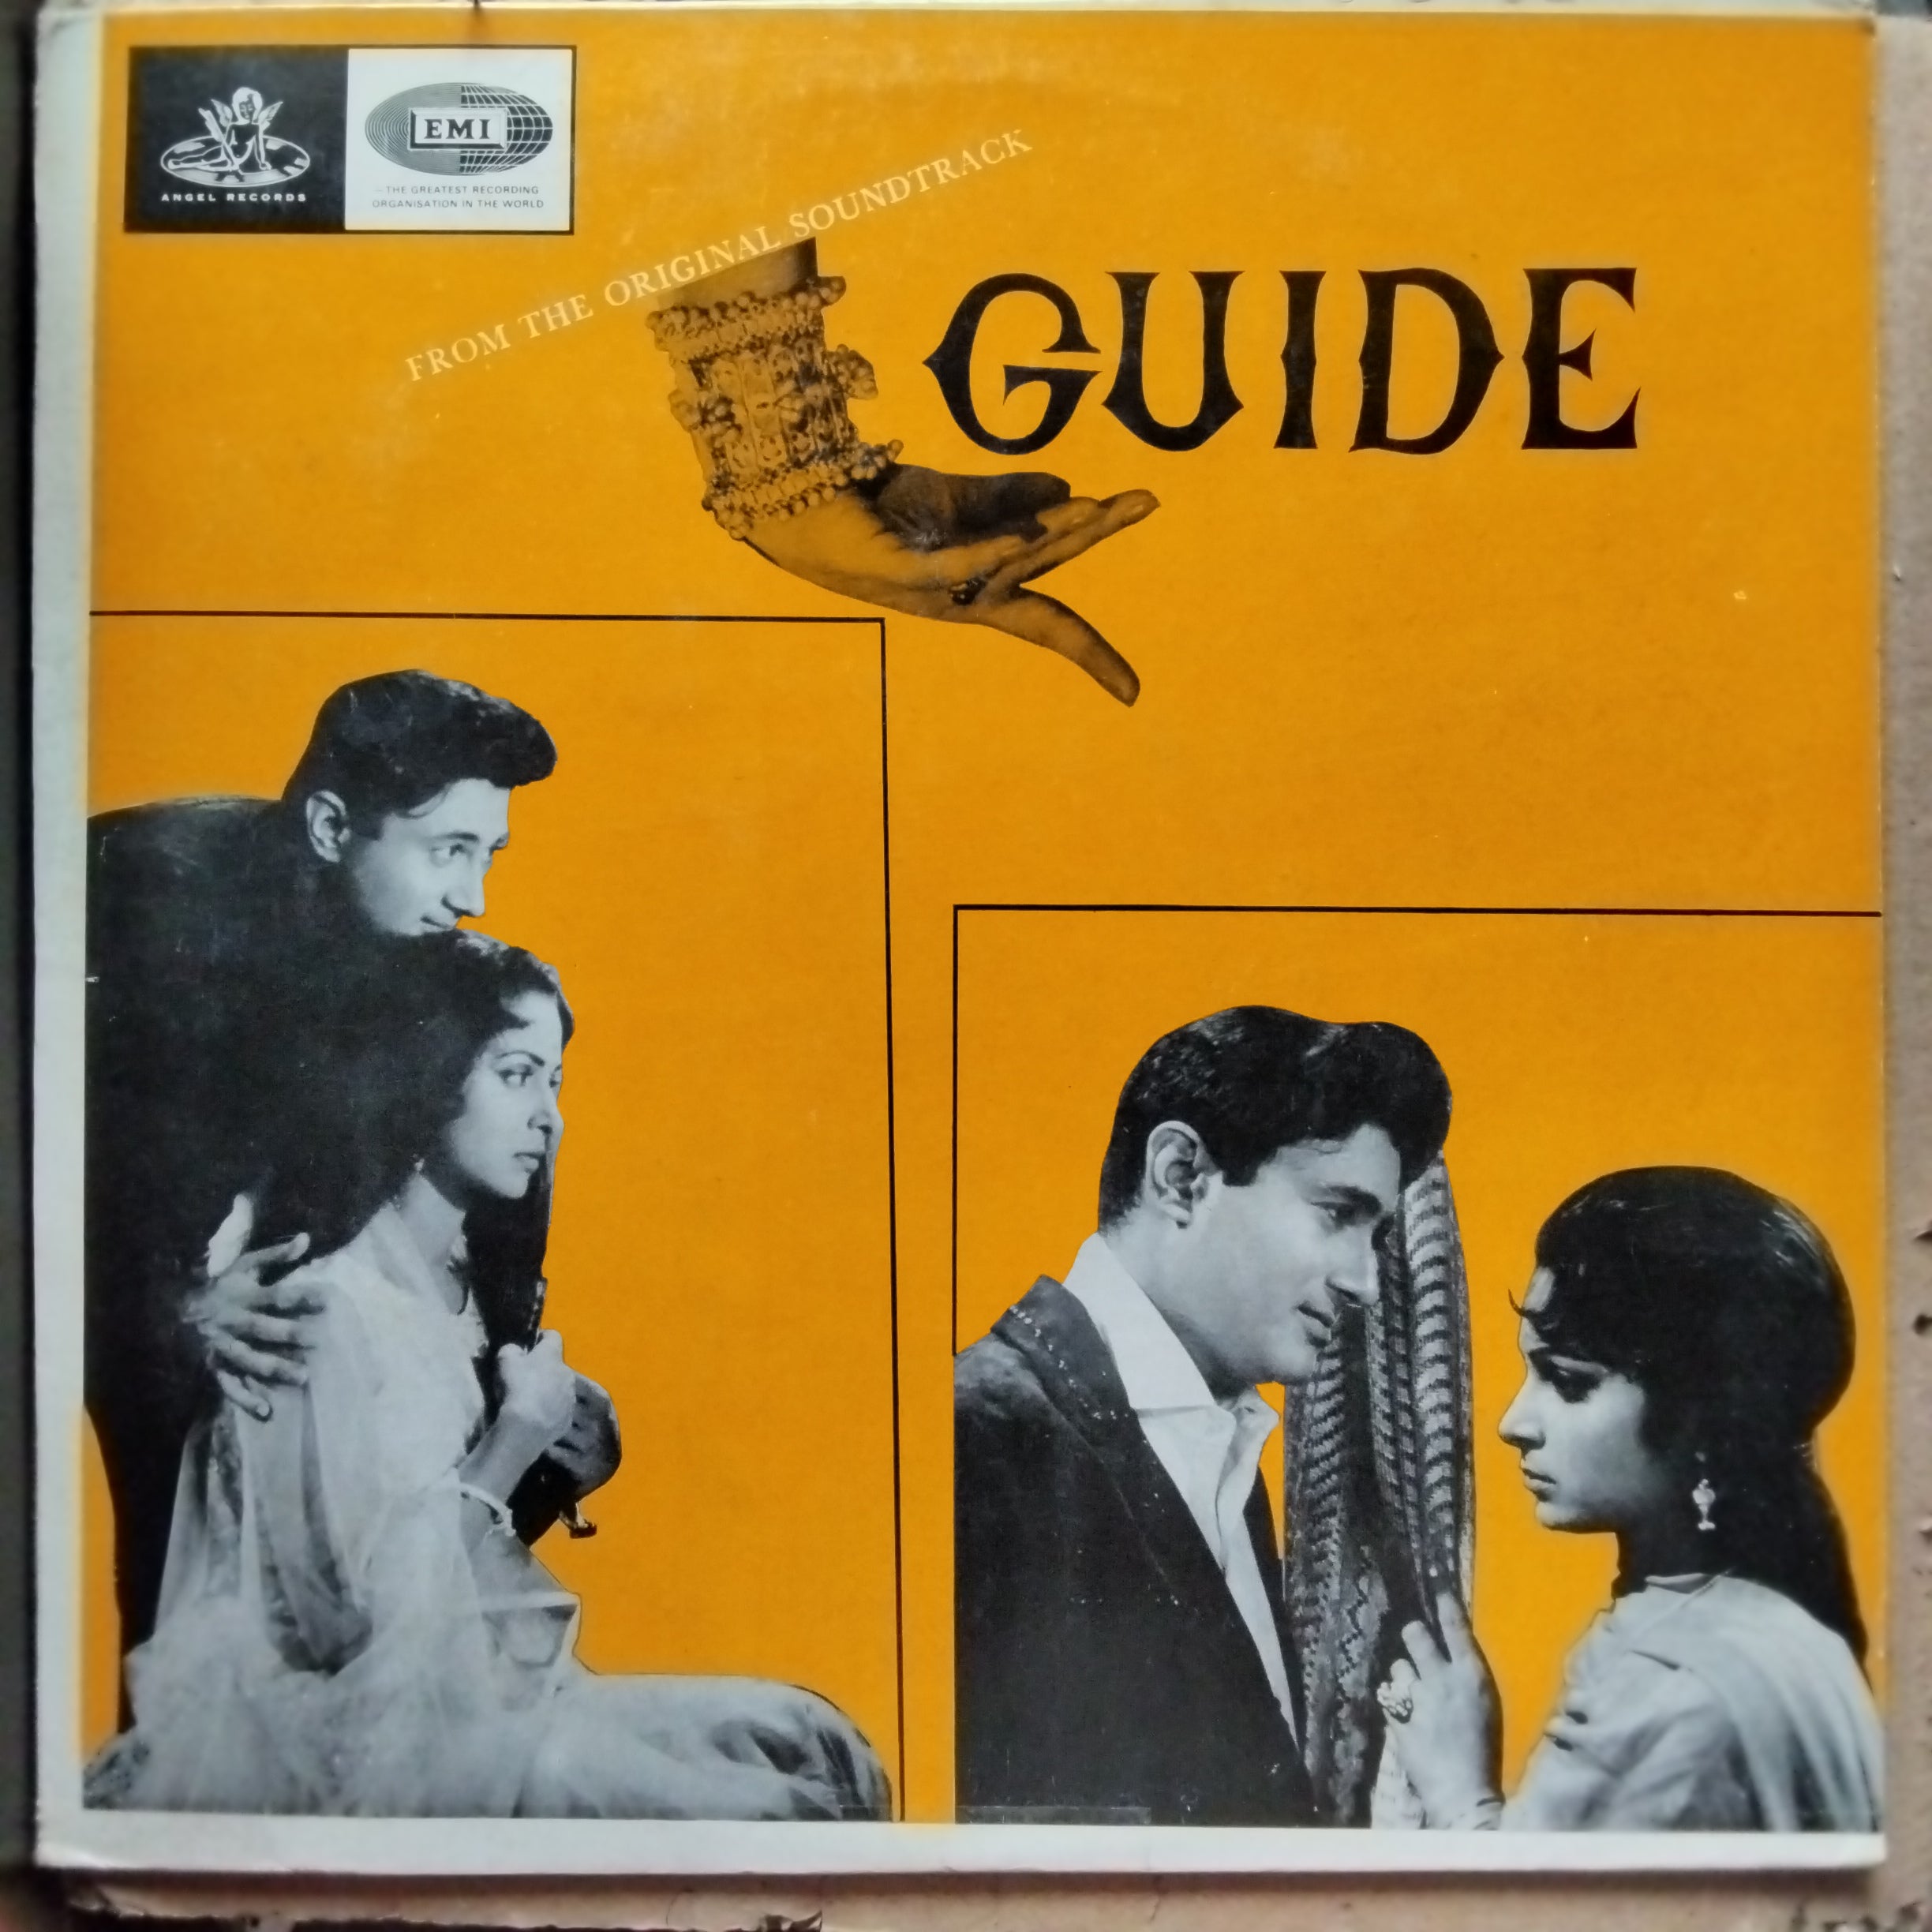 ANGEL RECORDS
EMI
—THE GREATEST RECORDING
ORGANISATION IN THE WORLD
FROM THE ORIGINAL SOUNDTRACK
GUIDE